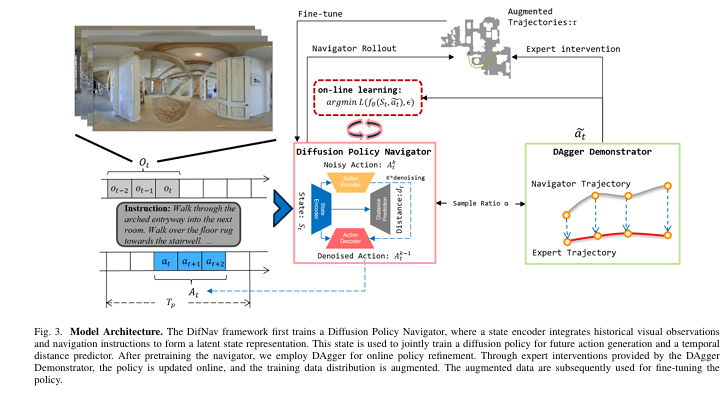 Fine-tune
Augmented
Trajectories:τ
Navigator Rollout
Expert intervention
on-line learning:
argmin L(f_θ(S_t, ã_t), ϵ)
ã_t
O_t
o_{t-2} o_{t-1} o_t
Instruction: Walk through the
arched entryway into the next
room. Walk over the floor rug
towards the stairwell. ...
a_t a_{t+1} a_{t+2}
A_t
T_p
State: S_t
Diffusion Policy Navigator
Noisy Action: A_t^k
K*denoising
Action
Encoder
State
Encoder
Distance
Prediction
Distance: d_t
Action
Decoder
Denoised Action: A_t^{k-1}
Sample Ratio α
DAgger Demonstrator
Navigator Trajectory
Expert Trajectory
Fig. 3. Model Architecture. The DifNav framework first trains a Diffusion Policy Navigator, where a state encoder integrates historical visual observations
and navigation instructions to form a latent state representation. This state is used to jointly train a diffusion policy for future action generation and a temporal
distance predictor. After pretraining the navigator, we employ DAgger for online policy refinement. Through expert interventions provided by the DAgger
Demonstrator, the policy is updated online, and the training data distribution is augmented. The augmented data are subsequently used for fine-tuning the
policy.